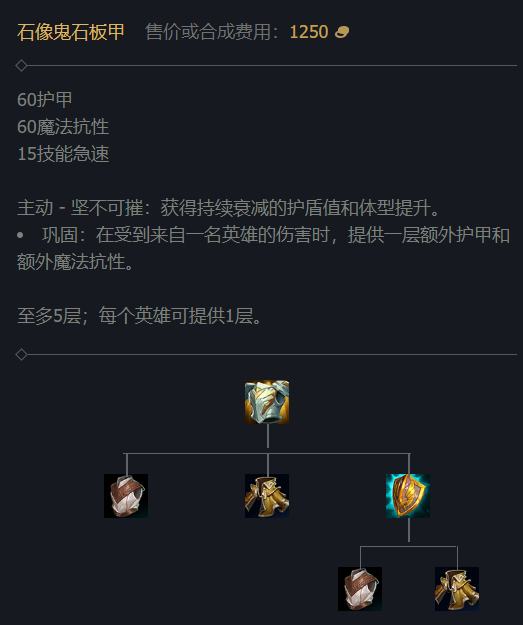 石像鬼石板甲 售价或合成费用：1250
60护甲
60魔法抗性
15技能急速
主动 - 坚不可摧：获得持续衰减的护盾值和体型提升。
• 巩固：在受到来自一名英雄的伤害时，提供一层额外护甲和
额外魔法抗性。
至多5层；每个英雄可提供1层。